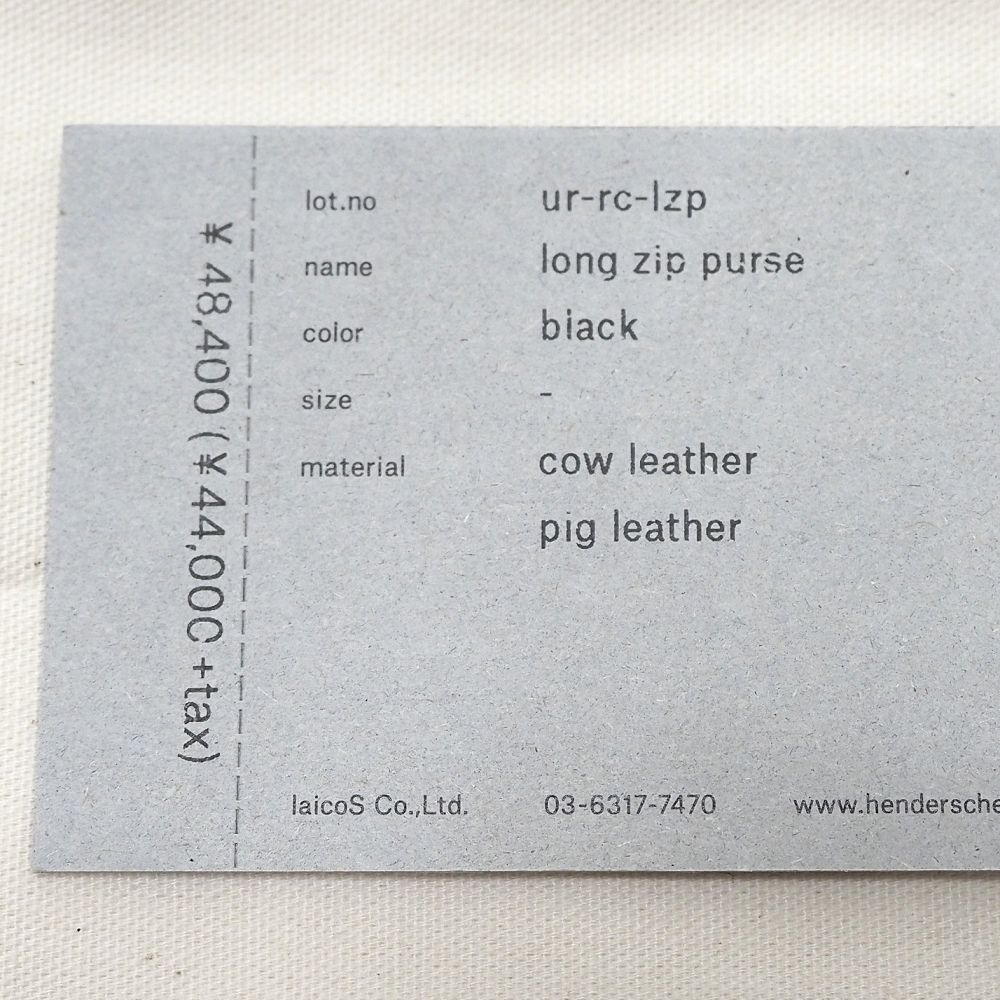 ¥ 48,400 (¥ 44,000 +tax)
lot.no ur-rc-lzp
name long zip purse
color black
size -
material cow leather
pig leather
laicoS Co.,Ltd. 03-6317-7470 www.hendersche